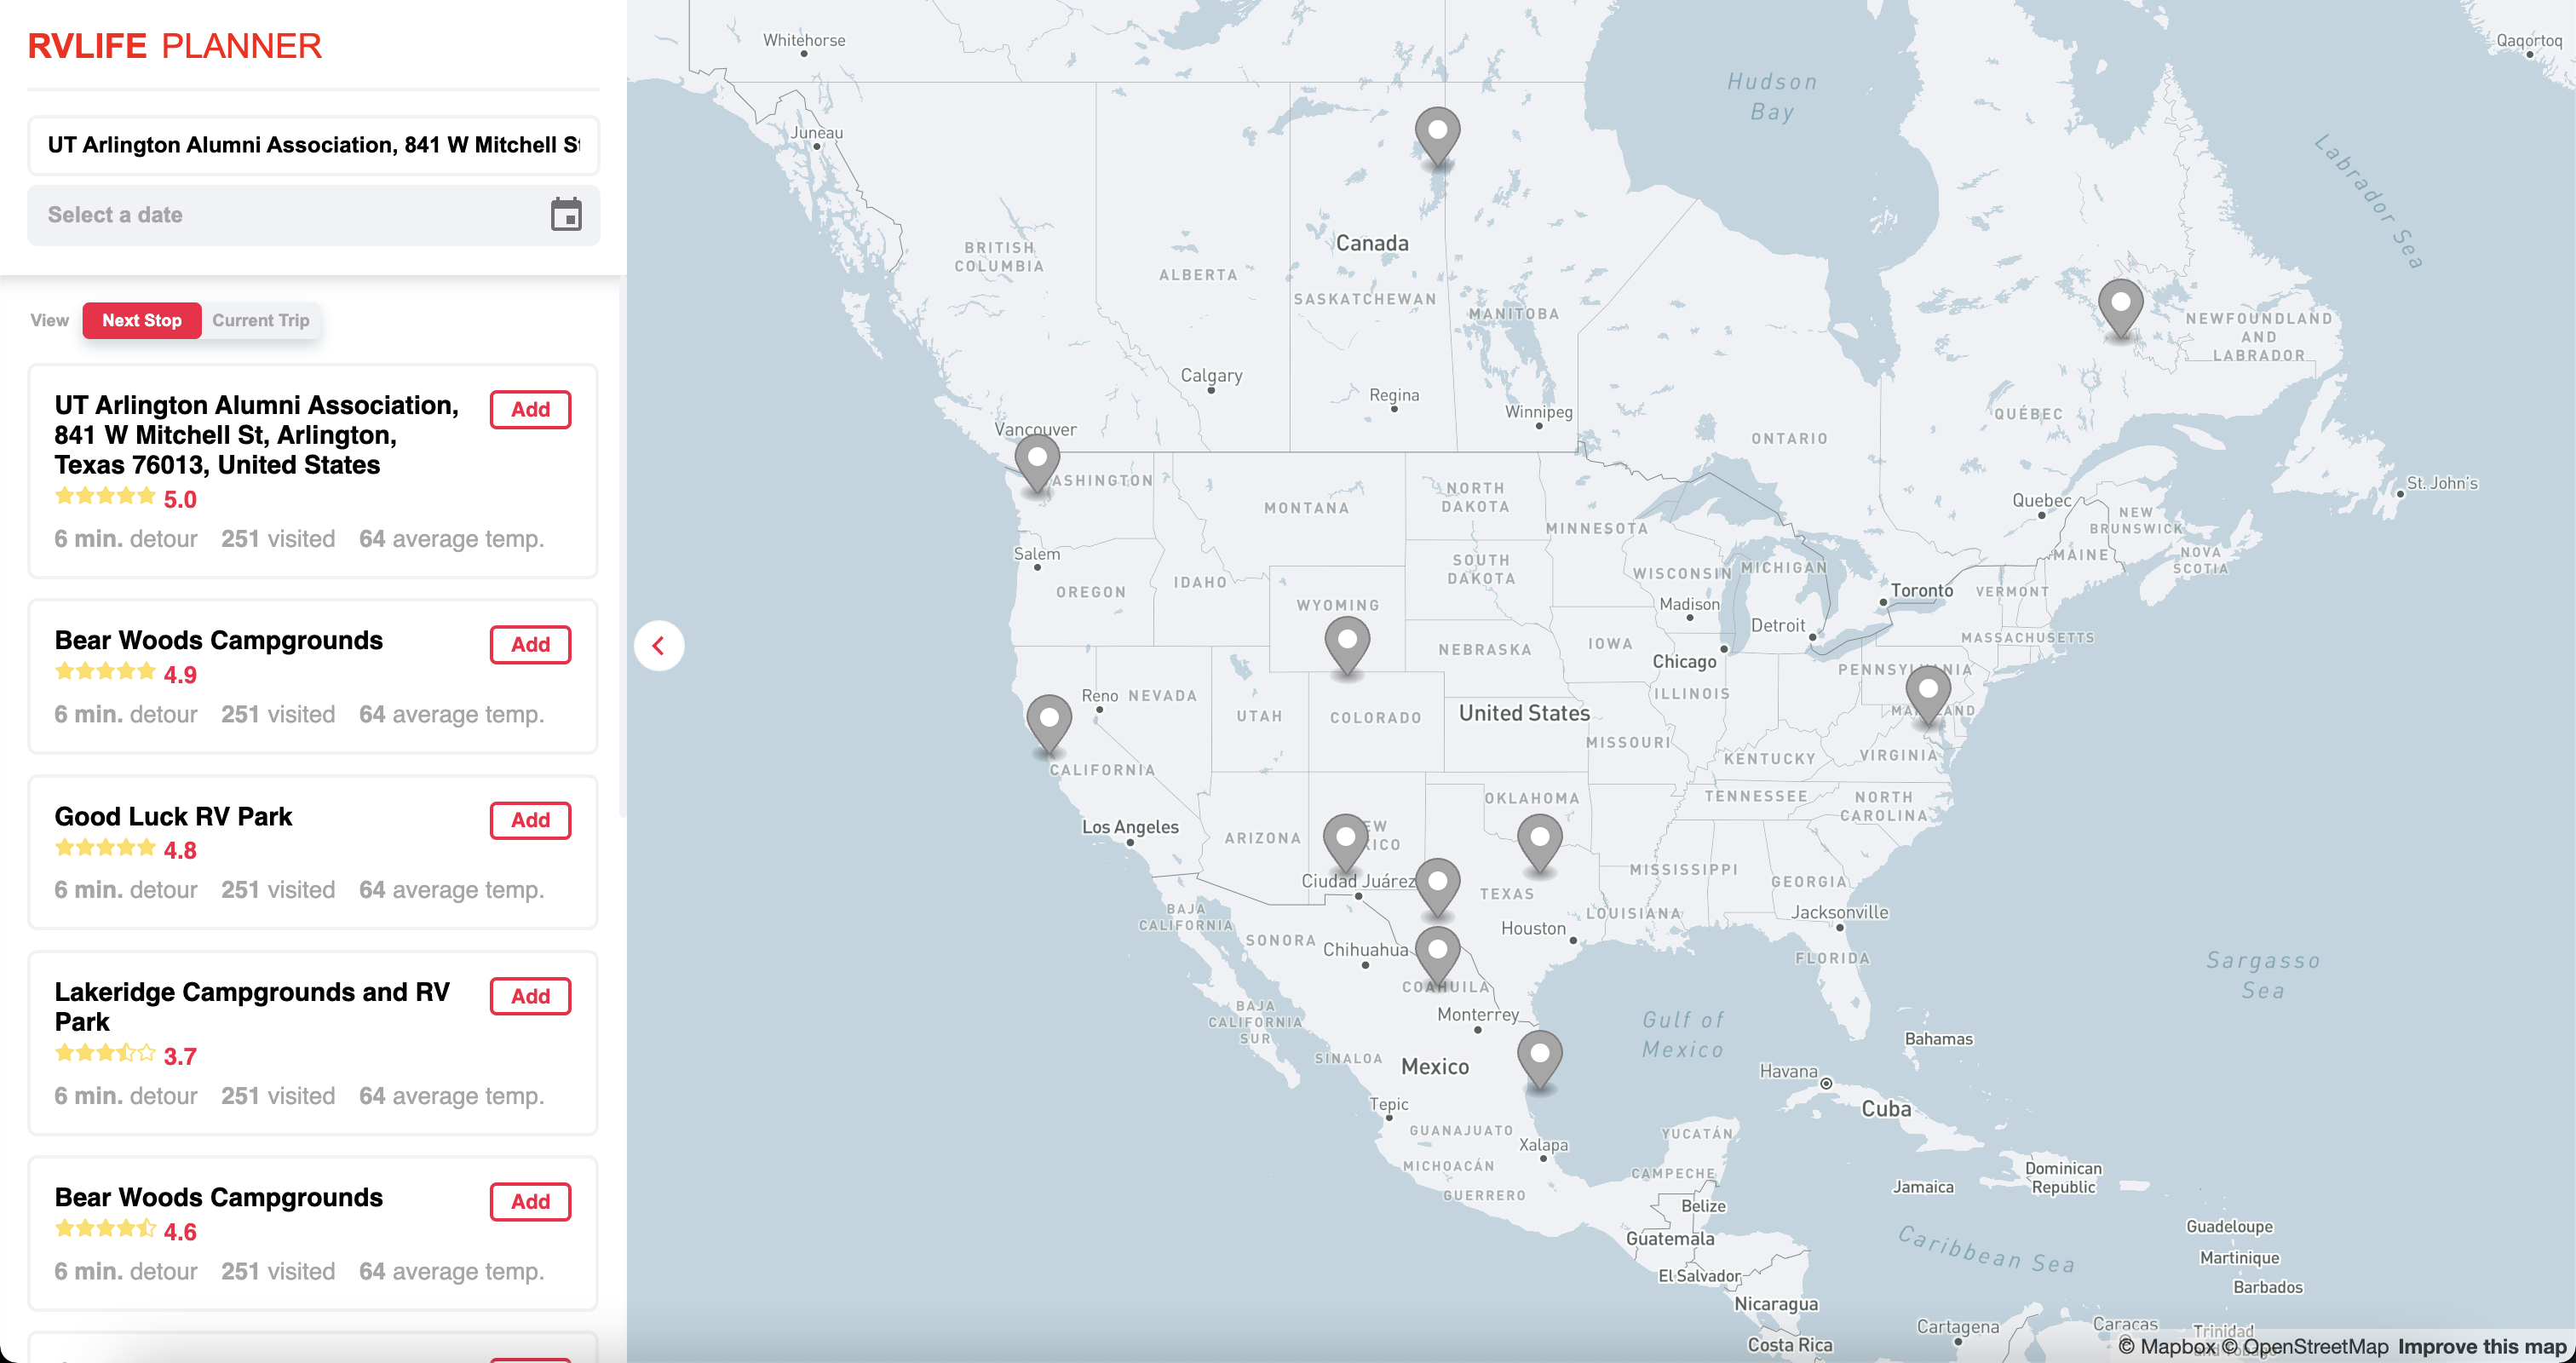 RVLIFE PLANNER
UT Arlington Alumni Association, 841 W Mitchell St
Select a date
View
Next Stop
Current Trip
UT Arlington Alumni Association,
841 W Mitchell St, Arlington,
Texas 76013, United States
Add
5.0
6 min. detour 251 visited 64 average temp.
Bear Woods Campgrounds
Add
4.9
6 min. detour 251 visited 64 average temp.
Good Luck RV Park
Add
4.8
6 min. detour 251 visited 64 average temp.
Lakeridge Campgrounds and RV
Park
Add
3.7
6 min. detour 251 visited 64 average temp.
Bear Woods Campgrounds
Add
4.6
6 min. detour 251 visited 64 average temp.
Whitehorse
Qaqortoq
Hudson
Bay
Juneau
Labrador Sea
Canada
BRITISH
COLUMBIA
ALBERTA
SASKATCHEWAN
MANITOBA
NEWFOUNDLAND
AND
LABRADOR
Calgary
Regina
Winnipeg
QUÉBEC
ONTARIO
Vancouver
ASHINGTON
St. John's
MONTANA
NORTH
DAKOTA
MINNESOTA
Quebec
NEW
BRUNSWICK
MAINE
NOVA
SCOTIA
Salem
OREGON
IDAHO
SOUTH
DAKOTA
WISCONSIN
MICHIGAN
Toronto
VERMONT
WYOMING
Madison
Detroit
MASSACHUSETTS
NEBRASKA
IOWA
Chicago
PENNSYLVANIA
Reno
NEVADA
ILLINOIS
UTAH
COLORADO
United States
MARYLAND
MISSOURI
KENTUCKY
VIRGINIA
CALIFORNIA
OKLAHOMA
TENNESSEE
NORTH
CAROLINA
Los Angeles
ARIZONA
EW
XICO
MISSISSIPPI
GEORGIA
Ciudad Juárez
TEXAS
LOUISIANA
Jacksonville
BAJA
CALIFORNIA
SONORA
Chihuahua
Houston
FLORIDA
Sargasso
Sea
COAHUILA
BAJA
CALIFORNIA
SUR
Monterrey
Gulf of
Mexico
Bahamas
SINALOA
Mexico
Havana
Cuba
Tepic
GUANAJUATO
Xalapa
YUCATÁN
MICHOACÁN
CAMPECHE
GUERRERO
Dominican
Republic
Jamaica
Belize
Guadeloupe
Guatemala
Caribbean Sea
Martinique
El Salvador
Barbados
Nicaragua
Cartagena
Caracas
Trinidad
Costa Rica
© Mapbox © OpenStreetMap Improve this map